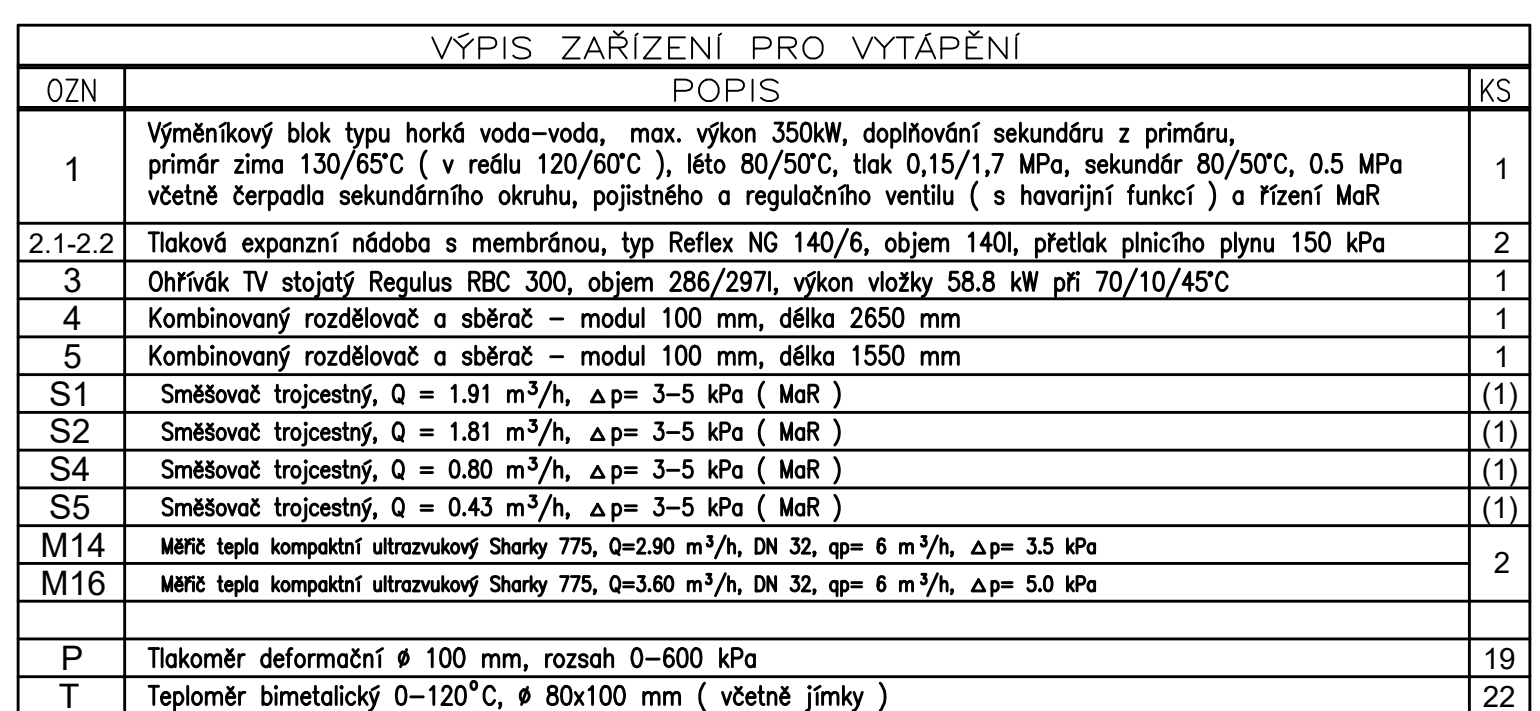 VÝPIS ZAŘÍZENÍ PRO VYTÁPĚNÍ
OZN POPIS KS
1 Výměníkový blok typu horká voda-voda, max. výkon 350kW, doplňování sekundáru z primáru,
primár zima 130/65°C ( v reálu 120/60°C ), léto 80/50°C, tlak 0,15/1,7 MPa, sekundár 80/50°C, 0.5 MPa 1
včetně čerpadla sekundárního okruhu, pojistného a regulačního ventilu ( s havarijní funkcí ) a řízení MaR
2.1-2.2 Tlaková expanzní nádoba s membránou, typ Reflex NG 140/6, objem 140l, přetlak plnicího plynu 150 kPa 2
3 Ohřívák TV stojatý Regulus RBC 300, objem 286/297l, výkon vložky 58.8 kW při 70/10/45°C 1
4 Kombinovaný rozdělovač a sběrač – modul 100 mm, délka 2650 mm 1
5 Kombinovaný rozdělovač a sběrač – modul 100 mm, délka 1550 mm 1
S1 Směšovač trojcestný, Q = 1.91 m³/h, △p= 3–5 kPa ( MaR ) (1)
S2 Směšovač trojcestný, Q = 1.81 m³/h, △p= 3–5 kPa ( MaR ) (1)
S4 Směšovač trojcestný, Q = 0.80 m³/h, △p= 3–5 kPa ( MaR ) (1)
S5 Směšovač trojcestný, Q = 0.43 m³/h, △p= 3–5 kPa ( MaR ) (1)
M14 Měřič tepla kompaktní ultrazvukový Sharky 775, Q=2.90 m³/h, DN 32, qp= 6 m³/h, △p= 3.5 kPa 2
M16 Měřič tepla kompaktní ultrazvukový Sharky 775, Q=3.60 m³/h, DN 32, qp= 6 m³/h, △p= 5.0 kPa
P Tlakoměr deformační ø 100 mm, rozsah 0–600 kPa 19
T Teploměr bimetalický 0–120°C, ø 80x100 mm ( včetně jímky ) 22